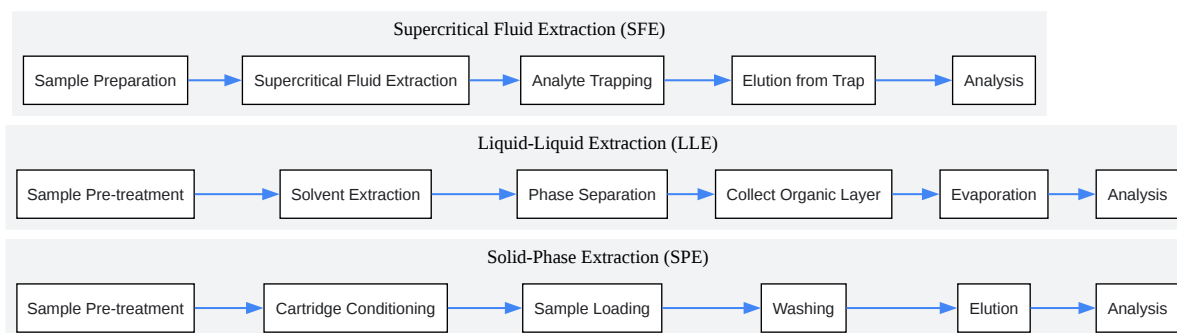 Supercritical Fluid Extraction (SFE)
Sample Preparation
Supercritical Fluid Extraction
Analyte Trapping
Elution from Trap
Analysis
Liquid-Liquid Extraction (LLE)
Sample Pre-treatment
Solvent Extraction
Phase Separation
Collect Organic Layer
Evaporation
Analysis
Solid-Phase Extraction (SPE)
Sample Pre-treatment
Cartridge Conditioning
Sample Loading
Washing
Elution
Analysis